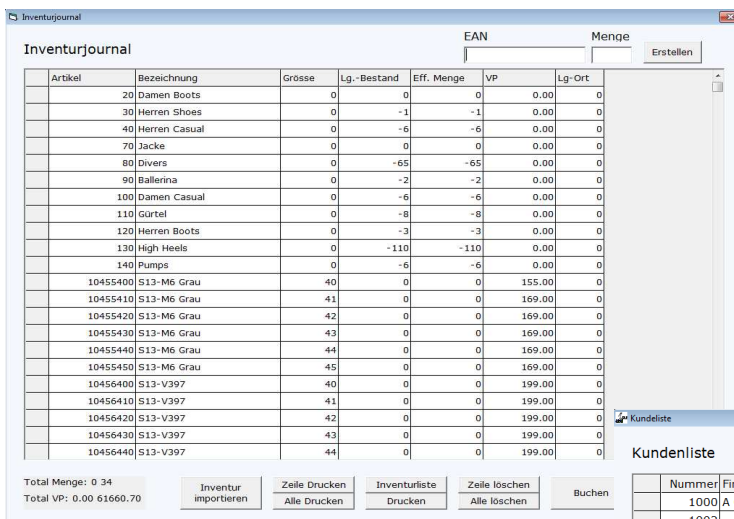 Inventurjournal
EAN Menge
Inventurjournal Erstellen
Artikel Bezeichnung Grösse Lg.-Bestand Eff. Menge VP Lg-Ort
20 Damen Boots 0 0 0 0.00 0
30 Herren Shoes 0 -1 -1 0.00 0
40 Herren Casual 0 -6 -6 0.00 0
70 Jacke 0 0 0 0.00 0
80 Divers 0 -65 -65 0.00 0
90 Ballerina 0 -2 -2 0.00 0
100 Damen Casual 0 -6 -6 0.00 0
110 Gürtel 0 -8 -8 0.00 0
120 Herren Boots 0 -3 -3 0.00 0
130 High Heels 0 -110 -110 0.00 0
140 Pumps 0 -6 -6 0.00 0
10455400 S13-M6 Grau 40 0 0 155.00 0
10455410 S13-M6 Grau 41 0 0 169.00 0
10455420 S13-M6 Grau 42 0 0 169.00 0
10455430 S13-M6 Grau 43 0 0 169.00 0
10455440 S13-M6 Grau 44 0 0 169.00 0
10455450 S13-M6 Grau 45 0 0 169.00 0
10456400 S13-V397 40 0 0 199.00 0
10456410 S13-V397 41 0 0 199.00 0
10456420 S13-V397 42 0 0 199.00 0
10456430 S13-V397 43 0 0 199.00 0
10456440 S13-V397 44 0 0 199.00 0
Kundeliste
Kundenliste
Nummer
1000 A
Total Menge: 0 34
Total VP: 0.00 61660.70
Inventur
importieren
Zeile Drucken
Alle Drucken
Inventurliste
Drucken
Zeile löschen
Alle löschen
Buchen